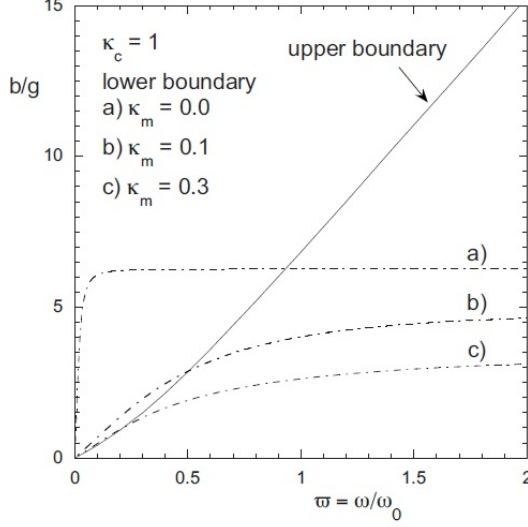 15
κc = 1
upper boundary
b/g
lower boundary
a) κm = 0.0
b) κm = 0.1
10
c) κm = 0.3
a)
5
b)
c)
0
0 0.5 1 1.5 2
ϖ = ω/ω0